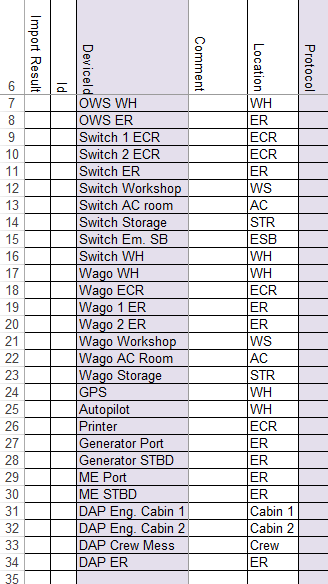 6 Import Result Id DeviceId Comment Location Protocol
7 OWS WH WH
8 OWS ER ER
9 Switch 1 ECR ECR
10 Switch 2 ECR ECR
11 Switch ER ER
12 Switch Workshop WS
13 Switch AC room AC
14 Switch Storage STR
15 Switch Em. SB ESB
16 Switch WH WH
17 Wago WH WH
18 Wago ECR ECR
19 Wago 1 ER ER
20 Wago 2 ER ER
21 Wago Workshop WS
22 Wago AC Room AC
23 Wago Storage STR
24 GPS WH
25 Autopilot WH
26 Printer ECR
27 Generator Port ER
28 Generator STBD ER
29 ME Port ER
30 ME STBD ER
31 DAP Eng. Cabin 1 Cabin 1
32 DAP Eng. Cabin 2 Cabin 2
33 DAP Crew Mess Crew
34 DAP ER ER
35